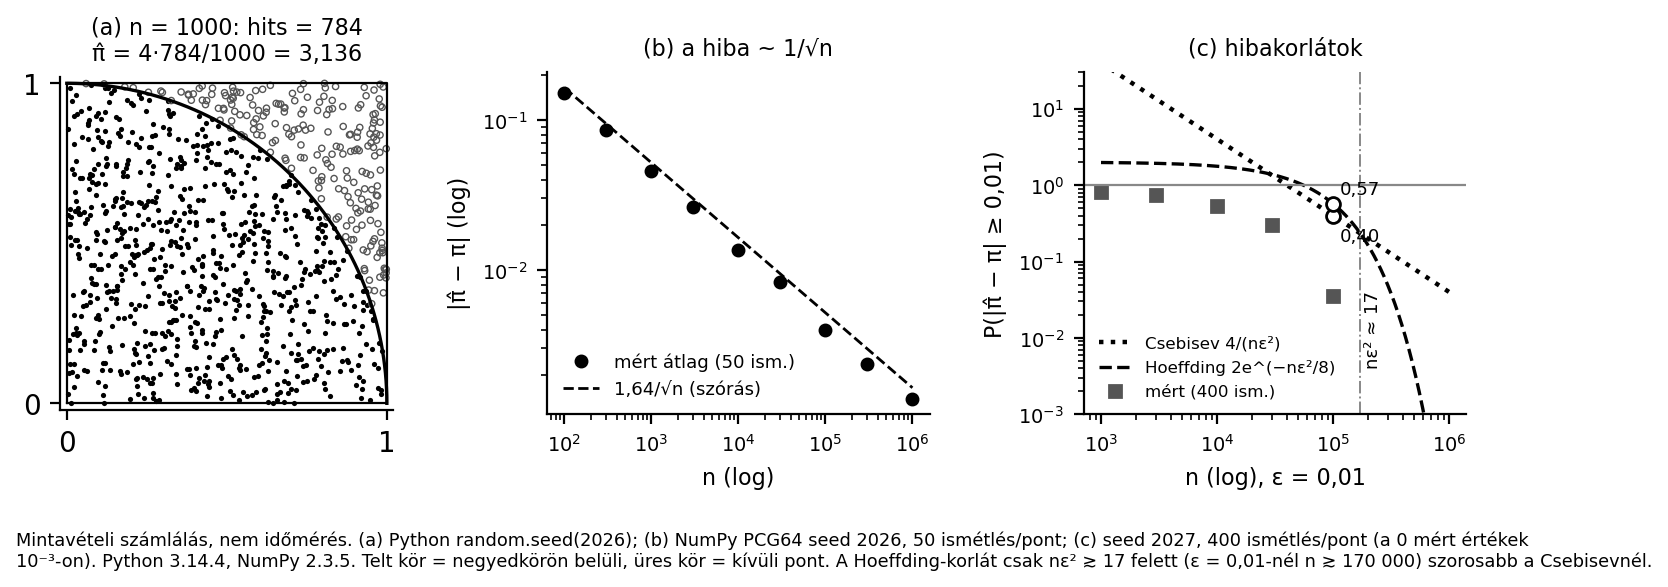 (a) n = 1000: hits = 784
π̂ = 4·784/1000 = 3,136
1
0
0
1
(b) a hiba ~ 1/√n
|π̂ − π| (log)
10⁻¹
10⁻²
mért átlag (50 ism.)
1,64/√n (szórás)
10²
10³
10⁴
10⁵
10⁶
n (log)
(c) hibakorlátok
P(|π̂ − π| ≥ 0,01)
10¹
10⁰
10⁻¹
10⁻²
10⁻³
0,57
0,40
nε² ≈ 17
Csebisev 4/(nε²)
Hoeffding 2e^(−nε²/8)
mért (400 ism.)
10³
10⁴
10⁵
10⁶
n (log), ε = 0,01
Mintavételi számlálás, nem időmérés. (a) Python random.seed(2026); (b) NumPy PCG64 seed 2026, 50 ismétlés/pont; (c) seed 2027, 400 ismétlés/pont (a 0 mért értékek
10⁻³-on). Python 3.14.4, NumPy 2.3.5. Telt kör = negyedkörön belüli, üres kör = kívüli pont. A Hoeffding-korlát csak nε² ≳ 17 felett (ε = 0,01-nél n ≳ 170 000) szorosabb a Csebisevnél.